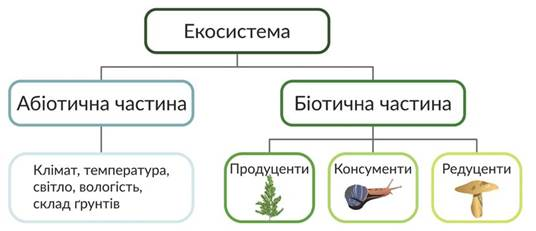 Екосистема
Абіотична частина
Біотична частина
Клімат, температура,
світло, вологість,
склад ґрунтів
Продуценти
Консументи
Редуценти